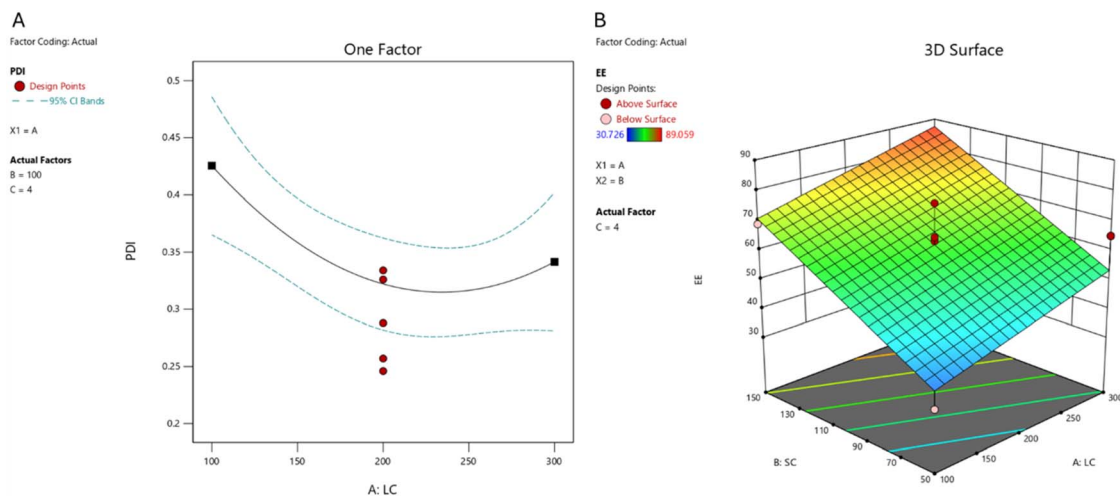 A
Factor Coding: Actual
PDI
Design Points
95% CI Bands
X1 = A
Actual Factors
B = 100
C = 4
One Factor
0.5
0.45
0.4
0.35
0.3
0.25
0.2
PDI
100
150
200
250
300
A: LC
B
Factor Coding: Actual
EE
Design Points:
Above Surface
Below Surface
30.726 89.059
X1 = A
X2 = B
Actual Factor
C = 4
3D Surface
90
80
70
60
50
40
30
EE
150
130
110
90
70
50
100
150
200
250
300
B: SC
A: LC